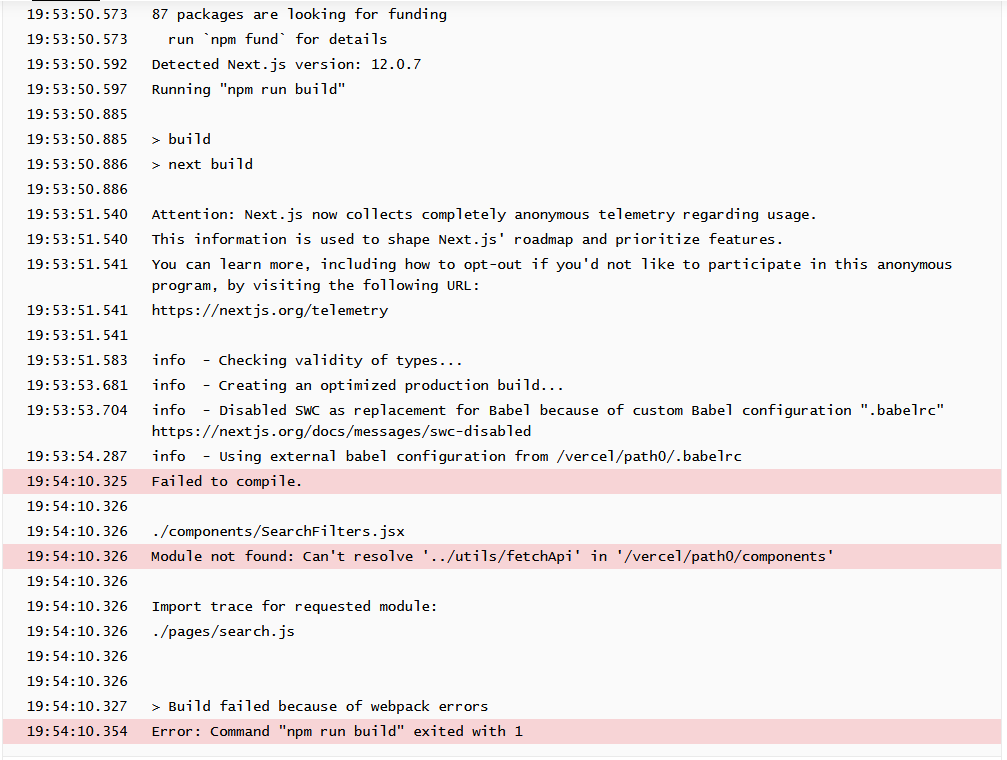 19:53:50.573 87 packages are looking for funding
19:53:50.573 run `npm fund` for details
19:53:50.592 Detected Next.js version: 12.0.7
19:53:50.597 Running "npm run build"
19:53:50.885
19:53:50.885 > build
19:53:50.886 > next build
19:53:50.886
19:53:51.540 Attention: Next.js now collects completely anonymous telemetry regarding usage.
19:53:51.540 This information is used to shape Next.js' roadmap and prioritize features.
19:53:51.541 You can learn more, including how to opt-out if you'd not like to participate in this anonymous
program, by visiting the following URL:
19:53:51.541 https://nextjs.org/telemetry
19:53:51.541
19:53:51.583 info  - Checking validity of types...
19:53:53.681 info  - Creating an optimized production build...
19:53:53.704 info  - Disabled SWC as replacement for Babel because of custom Babel configuration ".babelrc"
https://nextjs.org/docs/messages/swc-disabled
19:53:54.287 info  - Using external babel configuration from /vercel/path0/.babelrc
19:54:10.325 Failed to compile.
19:54:10.326
19:54:10.326 ./components/SearchFilters.jsx
19:54:10.326 Module not found: Can't resolve '../utils/fetchApi' in '/vercel/path0/components'
19:54:10.326
19:54:10.326 Import trace for requested module:
19:54:10.326 ./pages/search.js
19:54:10.326
19:54:10.326
19:54:10.327 > Build failed because of webpack errors
19:54:10.354 Error: Command "npm run build" exited with 1